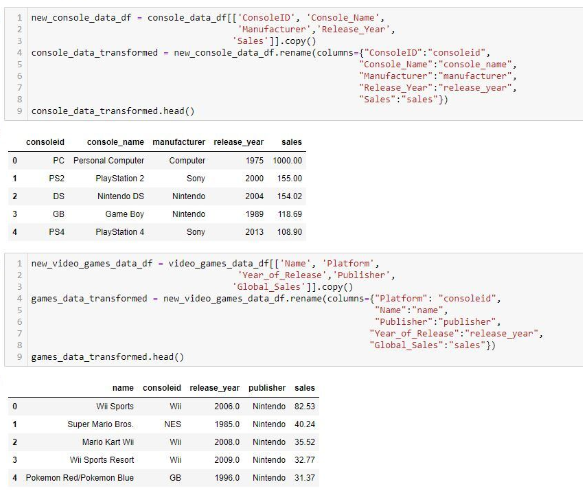 1 new_console_data_df = console_data_df[['ConsoleID', 'Console_Name',
2 'Manufacturer','Release_Year',
3 'Sales']].copy()
4 console_data_transformed = new_console_data_df.rename(columns={"ConsoleID":"consoleid",
5 "Console_Name":"console_name",
6 "Manufacturer":"manufacturer",
7 "Release_Year":"release_year",
8 "Sales":"sales"})
9 console_data_transformed.head()
consoleid console_name manufacturer release_year sales
0 PC Personal Computer Computer 1975 1000.00
1 PS2 PlayStation 2 Sony 2000 155.00
2 DS Nintendo DS Nintendo 2004 154.02
3 GB Game Boy Nintendo 1989 118.69
4 PS4 PlayStation 4 Sony 2013 108.90
1 new_video_games_data_df = video_games_data_df[['Name', 'Platform',
2 'Year_of_Release','Publisher',
3 'Global_Sales']].copy()
4 games_data_transformed = new_video_games_data_df.rename(columns={"Platform": "consoleid",
5 "Name":"name",
6 "Publisher":"publisher",
7 "Year_of_Release":"release_year",
8 "Global_Sales":"sales"})
9 games_data_transformed.head()
name consoleid release_year publisher sales
0 Wii Sports Wii 2006.0 Nintendo 82.53
1 Super Mario Bros. NES 1985.0 Nintendo 40.24
2 Mario Kart Wii Wii 2008.0 Nintendo 35.52
3 Wii Sports Resort Wii 2009.0 Nintendo 32.77
4 Pokemon Red/Pokemon Blue GB 1996.0 Nintendo 31.37